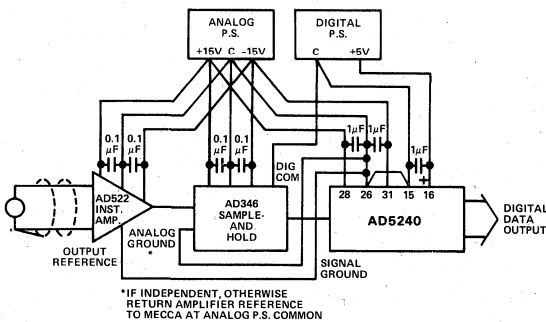 ANALOG
P.S.
+15V C -15V
DIGITAL
P.S.
C +5V
0.1
µF
0.1
µF
0.1
µF
0.1
µF
1µF
1µF
1µF
+
DIG
COM
28 26 31 15 16
AD522
INST.
AMP.
AD346
SAMPLE-
AND
HOLD
AD5240
DIGITAL
DATA
OUTPUT
OUTPUT
REFERENCE
ANALOG
GROUND
*
SIGNAL
GROUND
*IF INDEPENDENT, OTHERWISE
RETURN AMPLIFIER REFERENCE
TO MECCA AT ANALOG P.S. COMMON